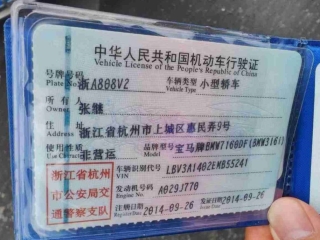 中华人民共和国机动车行驶证
Vehicle License of the People's Republic of China
号牌号码 浙A808V2 车辆类型 小型轿车
Plate No. Vehicle Type
所有人 张继
Owner
住址 浙江省杭州市上城区惠民弄9号
Address
使用性质 非营运 品牌型号 宝马牌BMW7160DF(BMW316i)
Use Character
浙江省杭州市公安局交通警察支队
车辆识别代号 LBV3A1402EMB55241
VIN
发动机号码 A029J770
Engine No.
注册日期 2014-09-26 发证日期 2014-09-26
Register Date Issue Date